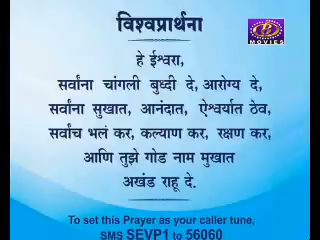 विश्वप्रार्थना
B
MOVIES
हे ईश्वरा,
सर्वांना चांगली बुध्दी दे, आरोग्य दे,
सर्वांना सुखात, आनंदात, ऐश्वर्यात ठेव,
सर्वांच भलं कर, कल्याण कर, रक्षण कर,
आणि तुझे गोड नाम मुखात
अखंड राहू दे.
To set this Prayer as your caller tune,
SMS SEVP1 to 56060